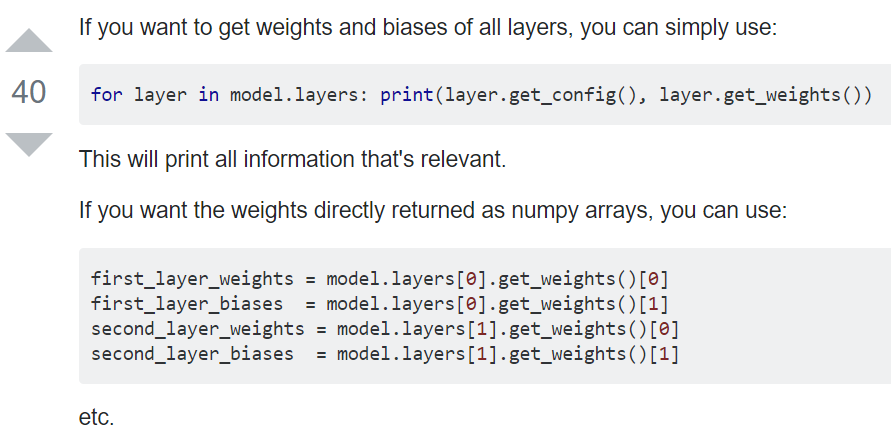 If you want to get weights and biases of all layers, you can simply use:
40
for layer in model.layers: print(layer.get_config(), layer.get_weights())
This will print all information that's relevant.
If you want the weights directly returned as numpy arrays, you can use:
first_layer_weights = model.layers[0].get_weights()[0]
first_layer_biases  = model.layers[0].get_weights()[1]
second_layer_weights = model.layers[1].get_weights()[0]
second_layer_biases  = model.layers[1].get_weights()[1]
etc.